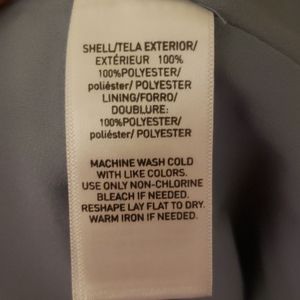 SHELL/TELA EXTERIOR/
EXTÉRIEUR 100%
100%POLYESTER/
poliéster/ POLYESTER
LINING/FORRO/
DOUBLURE:
100%POLYESTER/
poliéster/ POLYESTER
MACHINE WASH COLD
WITH LIKE COLORS.
USE ONLY NON-CHLORINE
BLEACH IF NEEDED.
RESHAPE LAY FLAT TO DRY.
WARM IRON IF NEEDED.